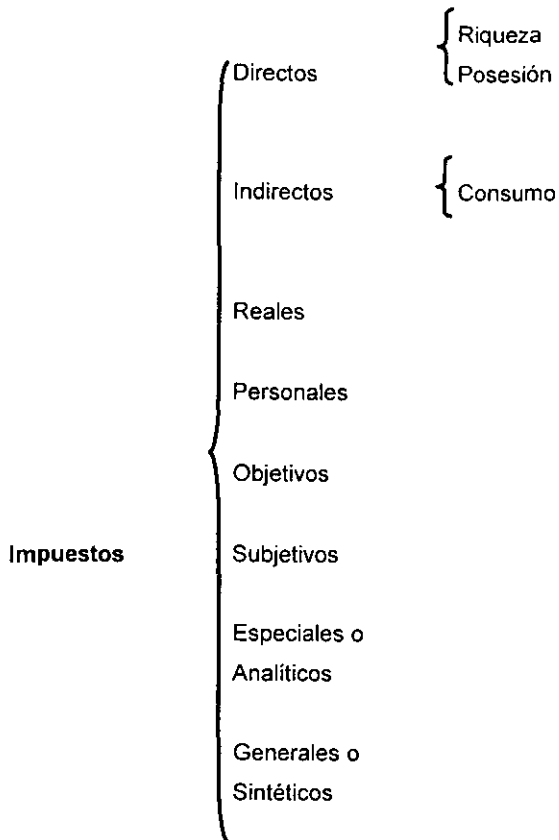 Riqueza
Directos
Posesión
Indirectos
Consumo
Reales
Personales
Objetivos
Impuestos
Subjetivos
Especiales o
Analíticos
Generales o
Sintéticos